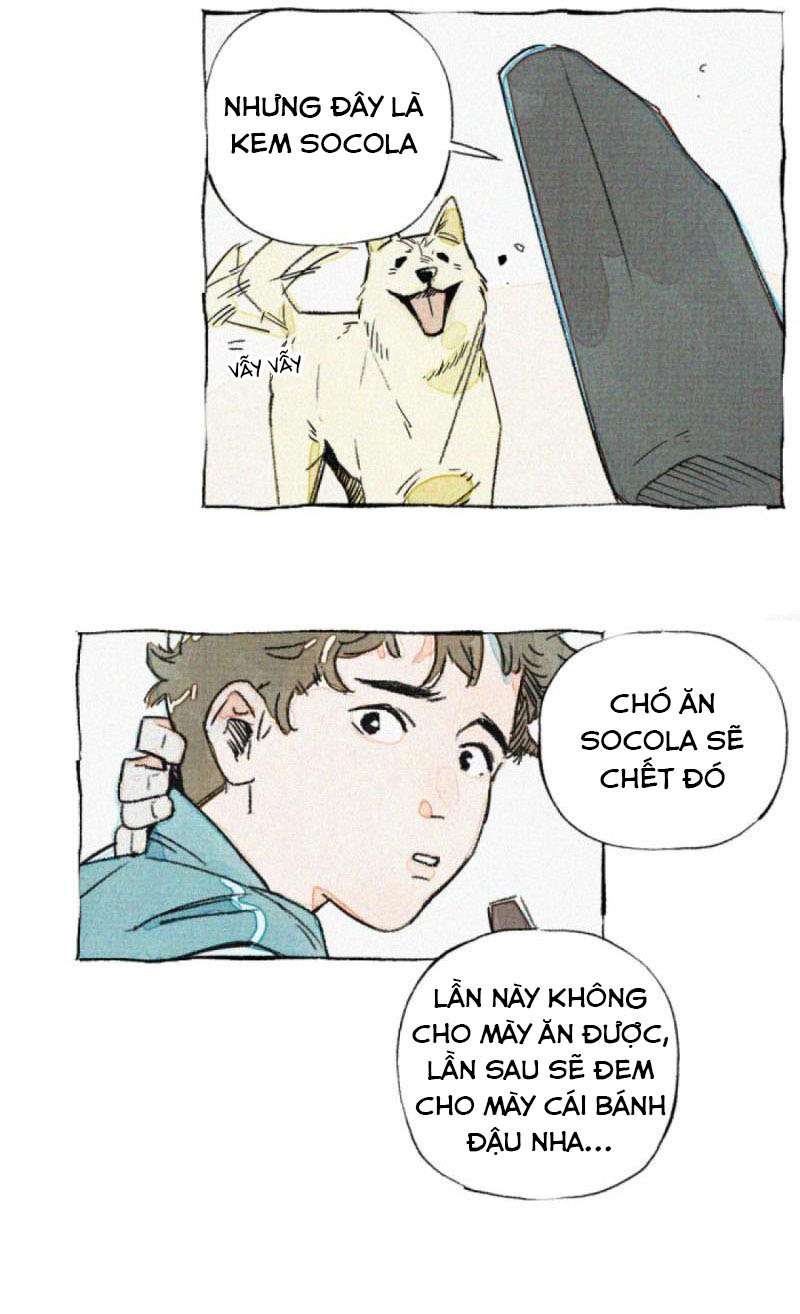 NHƯNG ĐÂY LÀ
KEM SOCOLA
VẪY VẪY
CHÓ ĂN
SOCOLA SẼ
CHẾT ĐÓ
LẦN NÀY KHÔNG
CHO MÀY ĂN ĐƯỢC,
LẦN SAU SẼ ĐEM
CHO MÀY CÁI BÁNH
ĐẬU NHA...